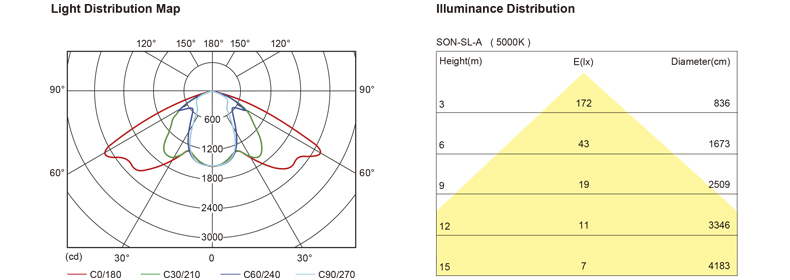 Light Distribution Map
120° 150° 180° 150° 120°
90° 90°
600
1200
60° 60°
1800
2400
3000
(cd) 30° 0 30°
C0/180 C30/210 C60/240 C90/270
Illuminance Distribution
SON-SL-A ( 5000K )
Height(m) E(lx) Diameter(cm)
3 172 836
6 43 1673
9 19 2509
12 11 3346
15 7 4183